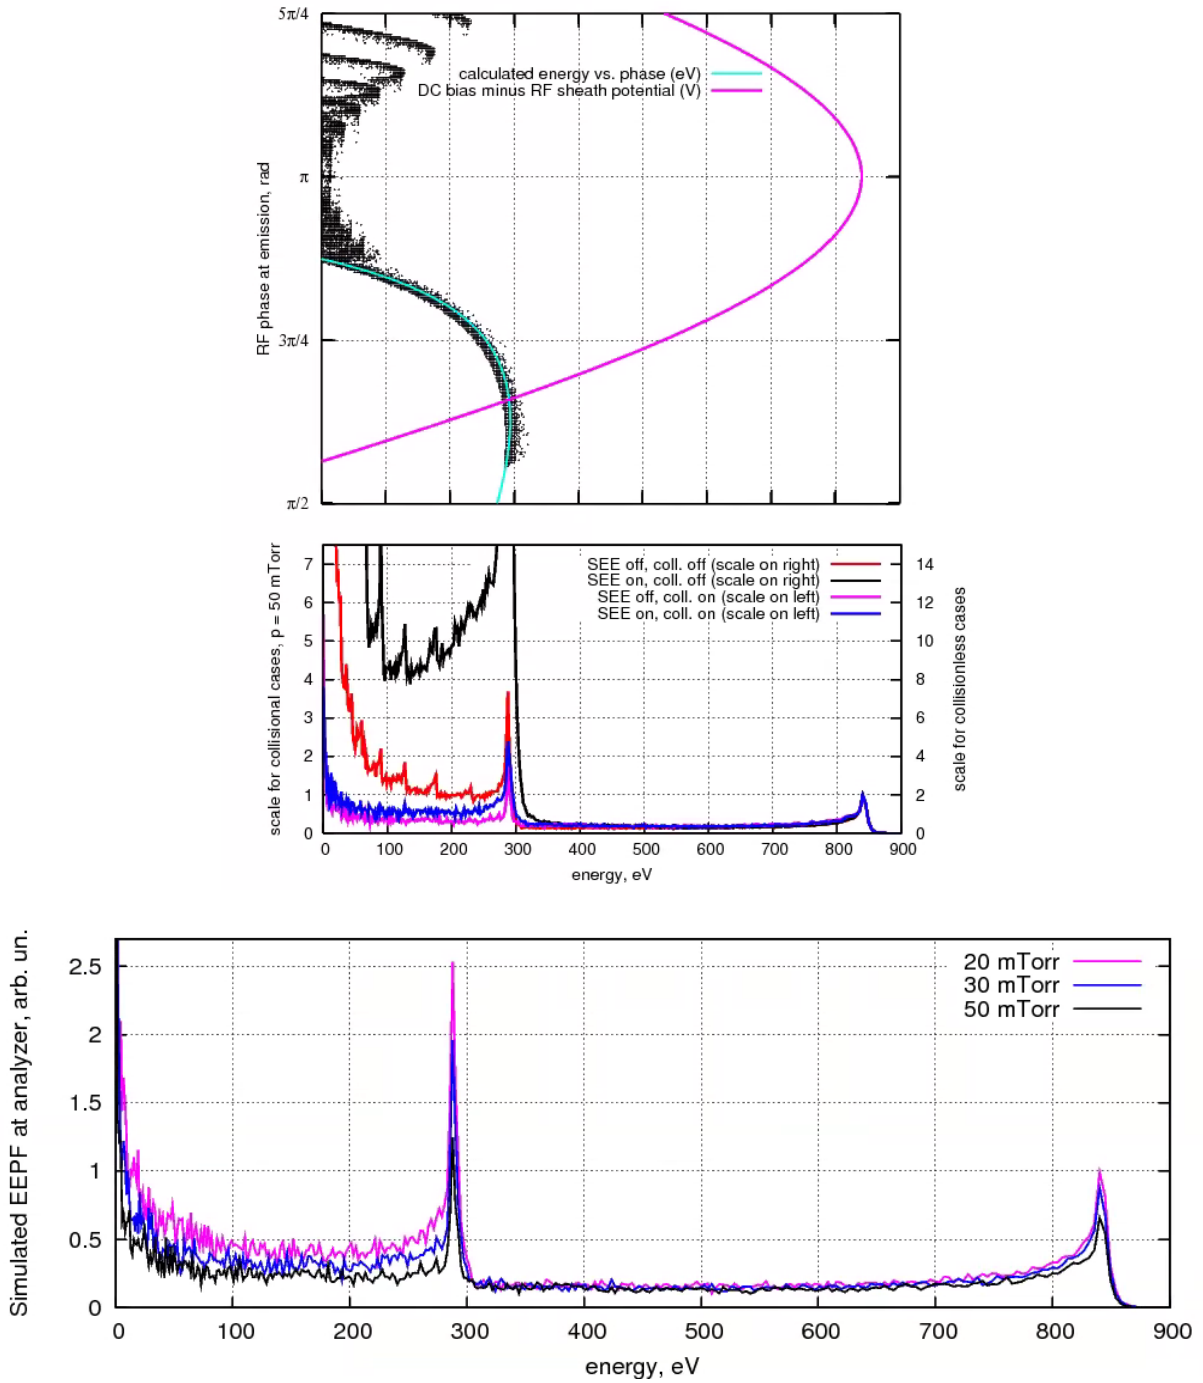 5π/4
calculated energy vs. phase (eV)
DC bias minus RF sheath potential (V)
RF phase at emission, rad
π
3π/4
π/2
scale for collisional cases, p = 50 mTorr
7
6
5
4
3
2
1
0
SEE off, coll. off (scale on right)
SEE on, coll. off (scale on right)
SEE off, coll. on (scale on left)
SEE on, coll. on (scale on left)
14
12
10
8
6
4
2
0
scale for collisionless cases
0 100 200 300 400 500 600 700 800 900
energy, eV
Simulated EEPF at analyzer, arb. un.
2.5
2
1.5
1
0.5
0
20 mTorr
30 mTorr
50 mTorr
0 100 200 300 400 500 600 700 800 900
energy, eV